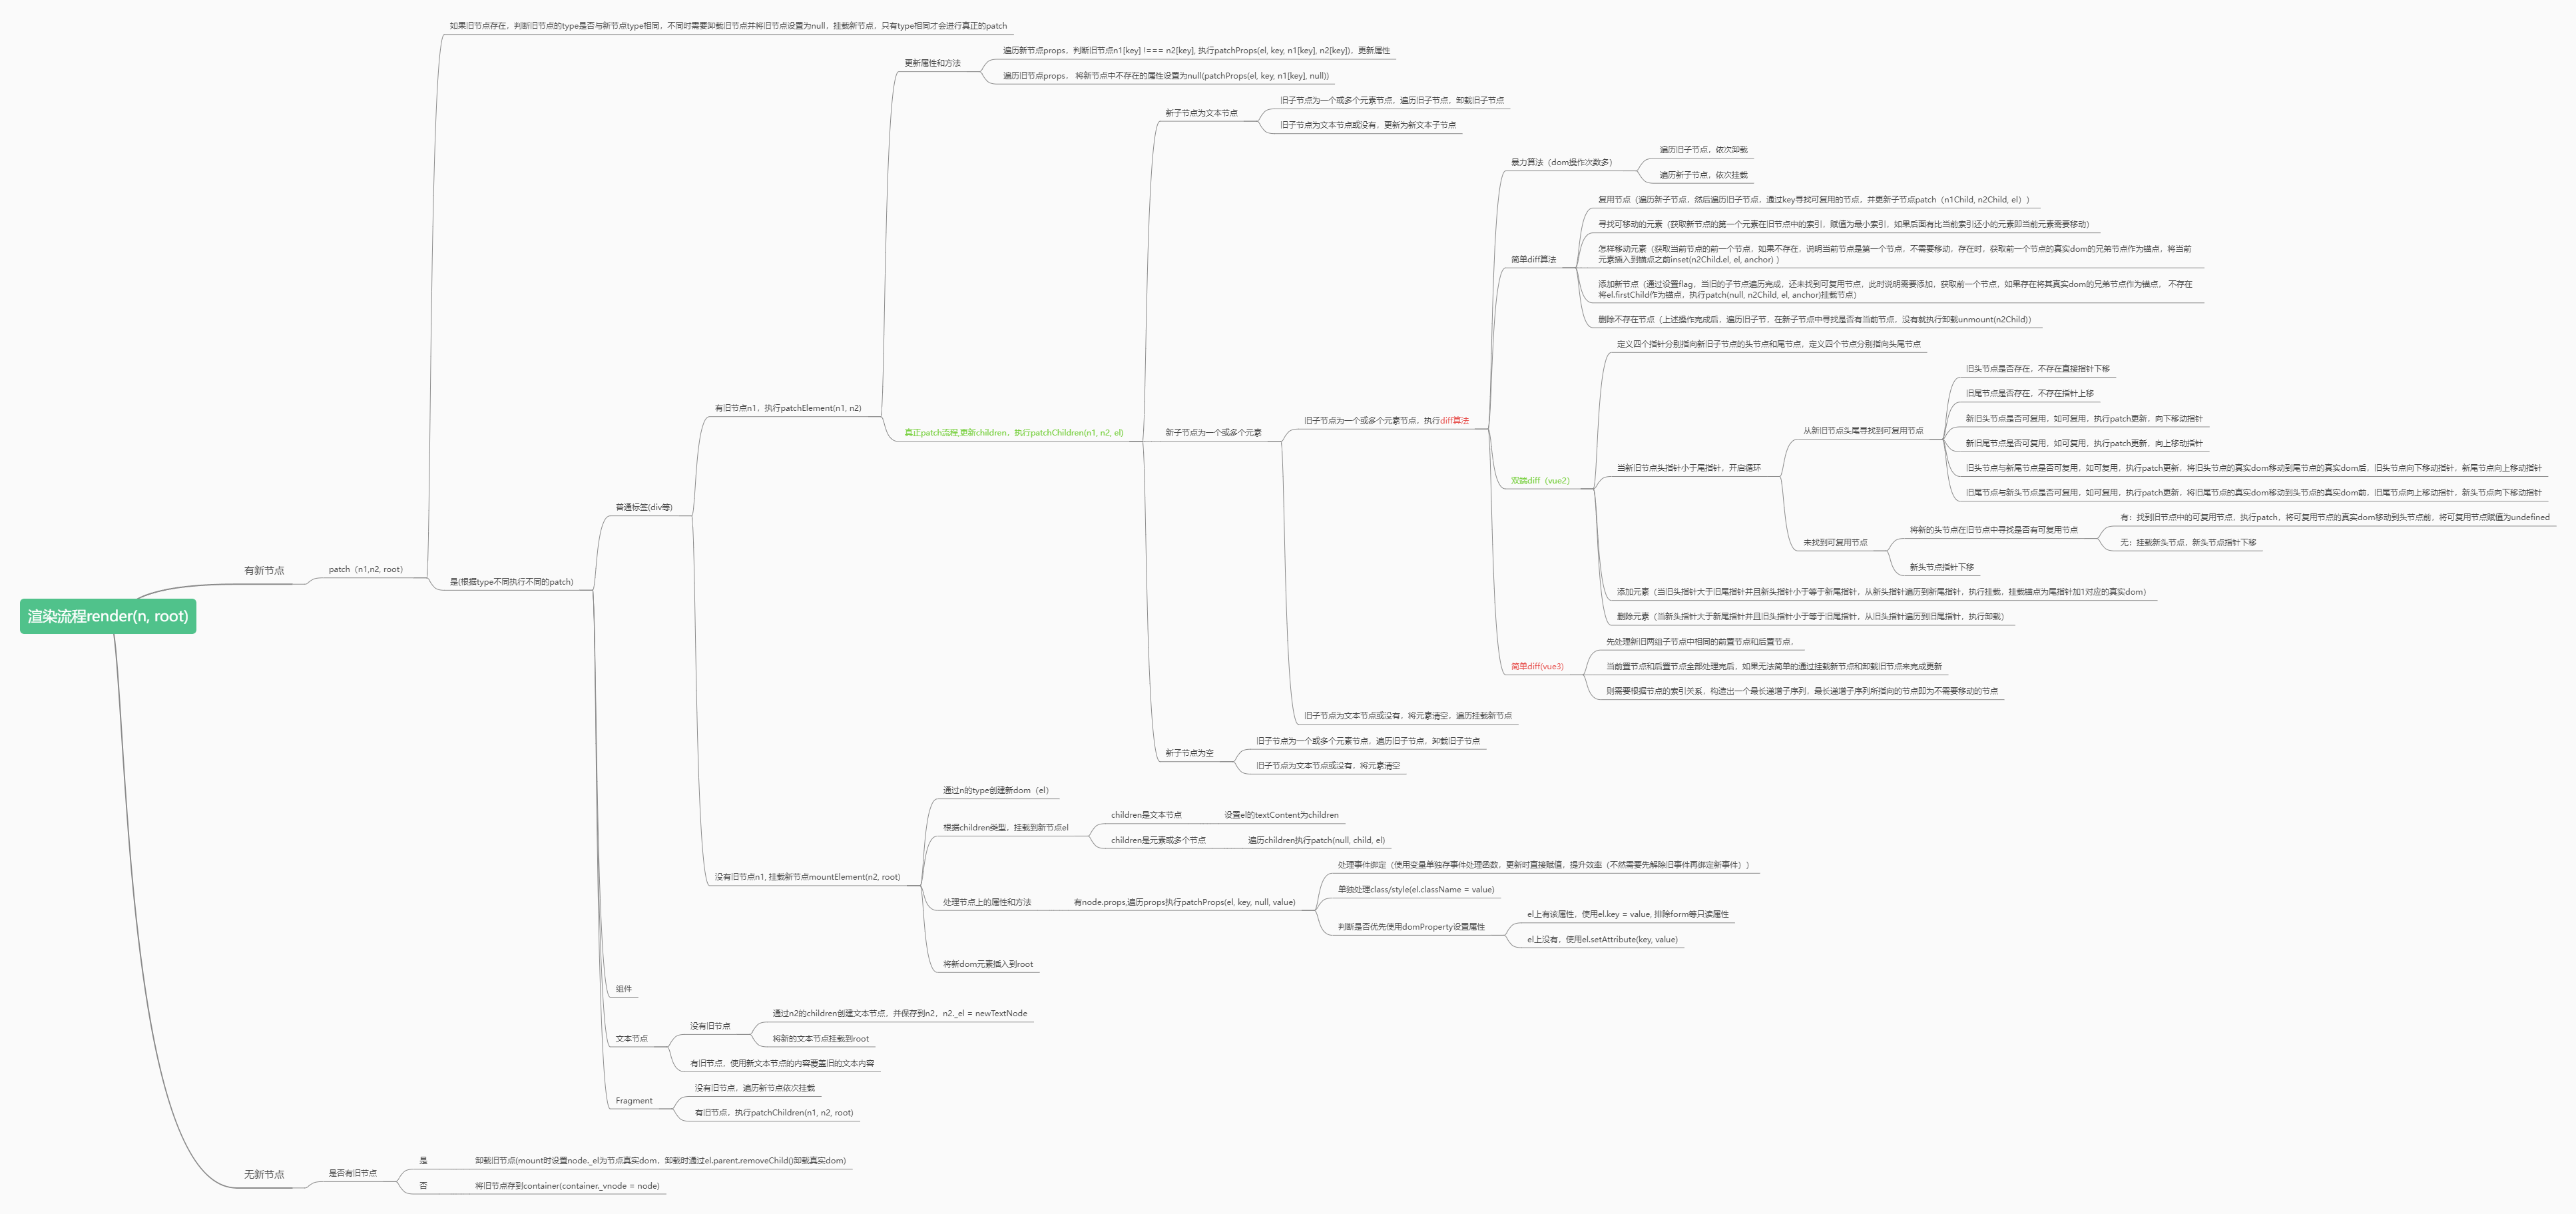 渲染流程render(n, root)
有新节点
patch（n1,n2, root）
如果旧节点存在，判断旧节点的type是否与新节点type相同，不同时需要卸载旧节点并将旧节点设置为null，挂载新节点，只有type相同才会进行真正的patch
是(根据type不同执行不同的patch)
普通标签(div等)
有旧节点n1，执行patchElement(n1, n2)
更新属性和方法
遍历新节点props，判断旧节点n1[key] !=== n2[key], 执行patchProps(el, key, n1[key], n2[key])，更新属性
遍历旧节点props， 将新节点中不存在的属性设置为null(patchProps(el, key, n1[key], null))
真正patch流程,更新children，执行patchChildren(n1, n2, el)
新子节点为文本节点
旧子节点为一个或多个元素节点，遍历旧子节点，卸载旧子节点
旧子节点为文本节点或没有，更新为新文本子节点
新子节点为一个或多个元素
旧子节点为一个或多个元素节点，执行diff算法
暴力算法（dom操作次数多）
遍历旧子节点，依次卸载
遍历新子节点，依次挂载
简单diff算法
复用节点（遍历新子节点，然后遍历旧子节点，通过key寻找可复用的节点，并更新子节点patch（n1Child, n2Child, el））
寻找可移动的元素（获取新节点的第一个元素在旧节点中的索引，赋值为最小索引，如果后面有比当前索引还小的元素即当前元素需要移动）
怎样移动元素（获取当前节点的前一个节点，如果不存在，说明当前节点是第一个节点，不需要移动，存在时，获取前一个节点的真实dom的兄弟节点作为锚点，将当前
元素插入到锚点之前inset(n2Child.el, el, anchor) ）
添加新节点（通过设置flag，当旧的子节点遍历完成，还未找到可复用节点，此时说明需要添加，获取前一个节点，如果存在将其真实dom的兄弟节点作为锚点， 不存在
将el.firstChild作为锚点，执行patch(null, n2Child, el, anchor)挂载节点）
删除不存在节点（上述操作完成后，遍历旧子节，在新子节点中寻找是否有当前节点，没有就执行卸载unmount(n2Child)）
双端diff（vue2）
定义四个指针分别指向新旧子节点的头节点和尾节点，定义四个节点分别指向头尾节点
当新旧节点头指针小于尾指针，开启循环
从新旧节点头尾寻找到可复用节点
旧头节点是否存在，不存在直接指针下移
旧尾节点是否存在，不存在指针上移
新旧头节点是否可复用，如可复用，执行patch更新，向下移动指针
新旧尾节点是否可复用，如可复用，执行patch更新，向上移动指针
旧头节点与新尾节点是否可复用，如可复用，执行patch更新，将旧头节点的真实dom移动到尾节点的真实dom后，旧头节点向下移动指针，新尾节点向上移动指针
旧尾节点与新头节点是否可复用，如可复用，执行patch更新，将旧尾节点的真实dom移动到头节点的真实dom前，旧尾节点向上移动指针，新头节点向下移动指针
未找到可复用节点
将新的头节点在旧节点中寻找是否有可复用节点
有：找到旧节点中的可复用节点，执行patch，将可复用节点的真实dom移动到头节点前，将可复用节点赋值为undefined
无：挂载新头节点，新头节点指针下移
新头节点指针下移
添加元素（当旧头指针大于旧尾指针并且新头指针小于等于新尾指针，从新头指针遍历到新尾指针，执行挂载，挂载锚点为尾指针加1对应的真实dom）
删除元素（当新头指针大于新尾指针并且旧头指针小于等于旧尾指针，从旧头指针遍历到旧尾指针，执行卸载）
简单diff(vue3)
先处理新旧两组子节点中相同的前置节点和后置节点，
当前置节点和后置节点全部处理完后，如果无法简单的通过挂载新节点和卸载旧节点来完成更新
则需要根据节点的索引关系，构造出一个最长递增子序列，最长递增子序列所指向的节点即为不需要移动的节点
旧子节点为文本节点或没有，将元素清空，遍历挂载新节点
新子节点为空
旧子节点为一个或多个元素节点，遍历旧子节点，卸载旧子节点
旧子节点为文本节点或没有，将元素清空
没有旧节点n1, 挂载新节点mountElement(n2, root)
通过n的type创建新dom（el）
根据children类型，挂载到新节点el
children是文本节点
设置el的textContent为children
children是元素或多个节点
遍历children执行patch(null, child, el)
处理节点上的属性和方法
有node.props,遍历props执行patchProps(el, key, null, value)
处理事件绑定（使用变量单独存事件处理函数，更新时直接赋值，提升效率（不然需要先解除旧事件再绑定新事件））
单独处理class/style(el.className = value)
判断是否优先使用domProperty设置属性
el上有该属性，使用el.key = value, 排除form等只读属性
el上没有，使用el.setAttribute(key, value)
将新dom元素插入到root
组件
文本节点
没有旧节点
通过n2的children创建文本节点，并保存到n2，n2._el = newTextNode
将新的文本节点挂载到root
有旧节点，使用新文本节点的内容覆盖旧的文本内容
Fragment
没有旧节点，遍历新节点依次挂载
有旧节点，执行patchChildren(n1, n2, root)
无新节点
是否有旧节点
是
卸载旧节点(mount时设置node._el为节点真实dom，卸载时通过el.parent.removeChild()卸载真实dom)
否
将旧节点存到container(container._vnode = node)